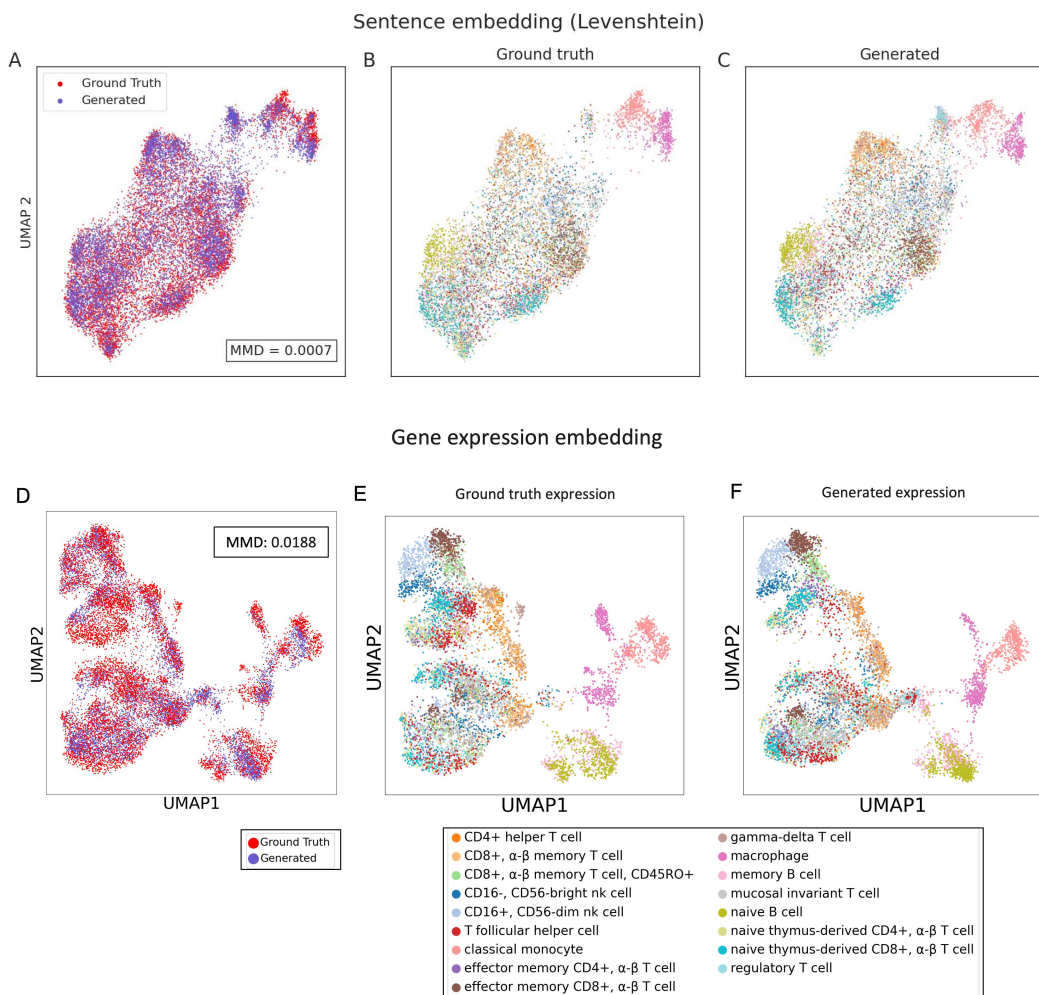 Sentence embedding (Levenshtein)
A
B
Ground truth
C
Generated
Ground Truth
Generated
UMAP 2
MMD = 0.0007
Gene expression embedding
D
E
Ground truth expression
F
Generated expression
MMD: 0.0188
UMAP2
UMAP2
UMAP2
UMAP1
UMAP1
UMAP1
Ground Truth
Generated
CD4+ helper T cell
CD8+, α-β memory T cell
CD8+, α-β memory T cell, CD45RO+
CD16-, CD56-bright nk cell
CD16+, CD56-dim nk cell
T follicular helper cell
classical monocyte
effector memory CD4+, α-β T cell
effector memory CD8+, α-β T cell
gamma-delta T cell
macrophage
memory B cell
mucosal invariant T cell
naive B cell
naive thymus-derived CD4+, α-β T cell
naive thymus-derived CD8+, α-β T cell
regulatory T cell